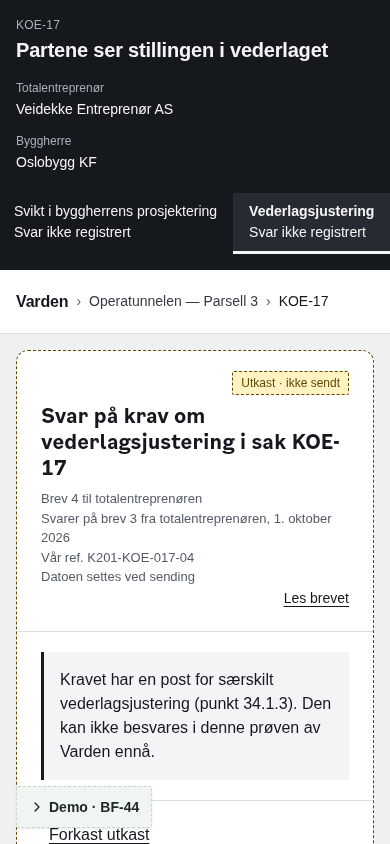 KOE-17
Partene ser stillingen i vederlaget
Totalentreprenør
Veidekke Entreprenør AS
Byggherre
Oslobygg KF
Svikt i byggherrens prosjektering
Svar ikke registrert
Vederlagsjustering
Svar ikke registrert
Varden › Operatunnelen — Parsell 3 › KOE-17
Utkast · ikke sendt
Svar på krav om
vederlagsjustering i sak KOE-
17
Brev 4 til totalentreprenøren
Svarer på brev 3 fra totalentreprenøren, 1. oktober
2026
Vår ref. K201-KOE-017-04
Datoen settes ved sending
Les brevet
Kravet har en post for særskilt
vederlagsjustering (punkt 34.1.3). Den
kan ikke besvares i denne prøven av
Varden ennå.
Demo · BF-44
Forkast utkast